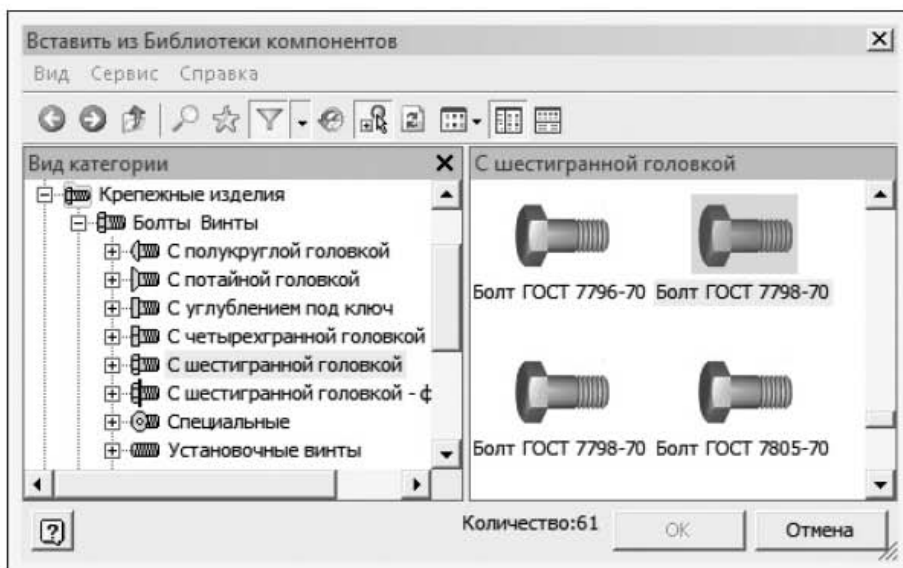 Вставить из Библиотеки компонентов
Вид Сервис Справка
Вид категории
Крепежные изделия
Болты Винты
С полукруглой головкой
С потайной головкой
С углублением под ключ
С четырехгранной головкой
С шестигранной головкой
С шестигранной головкой - ф
Специальные
Установочные винты
С шестигранной головкой
Болт ГОСТ 7796-70 Болт ГОСТ 7798-70
Болт ГОСТ 7798-70 Болт ГОСТ 7805-70
Количество:61
ОК
Отмена